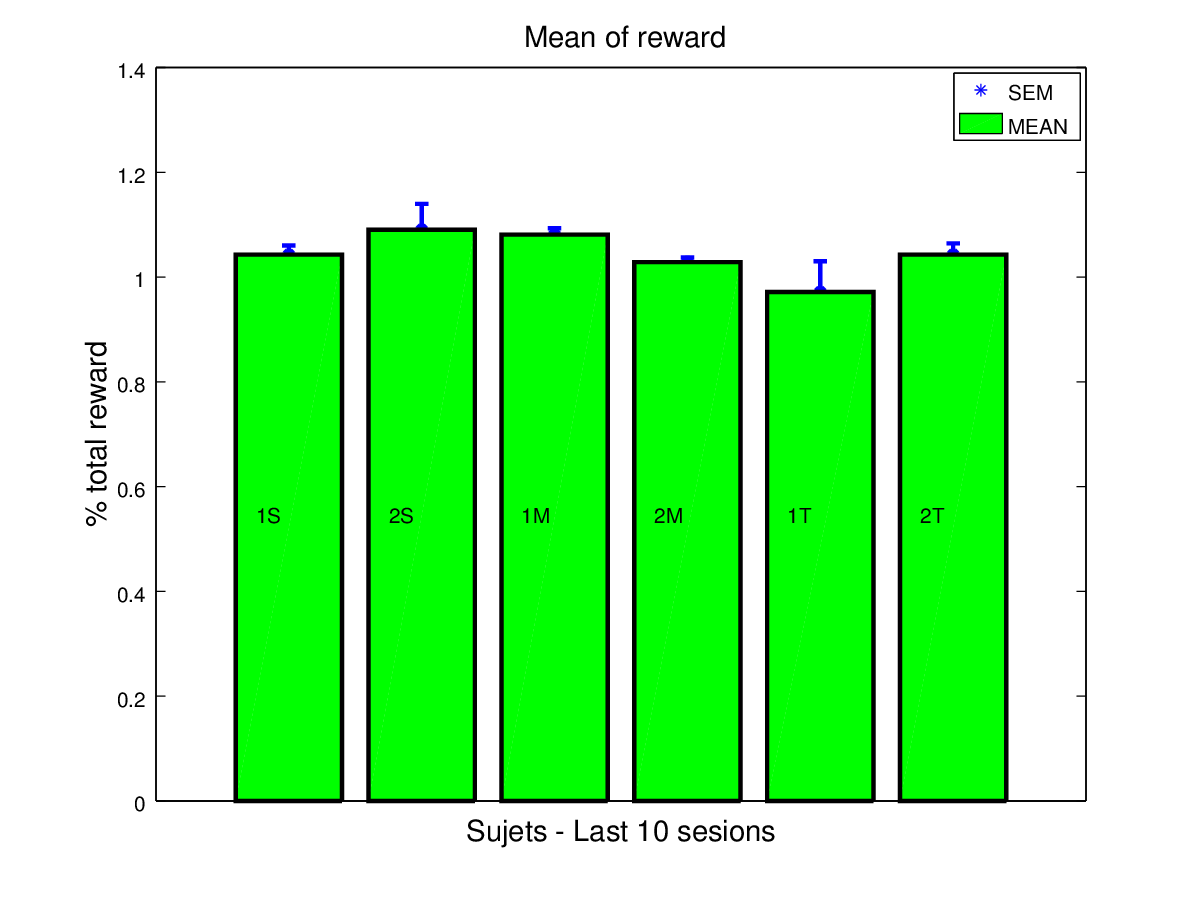 Mean of reward
SEM
MEAN
% total reward
1.4
1.2
1
0.8
0.6
0.4
0.2
0
1S 2S 1M 2M 1T 2T
Sujets - Last 10 sesions